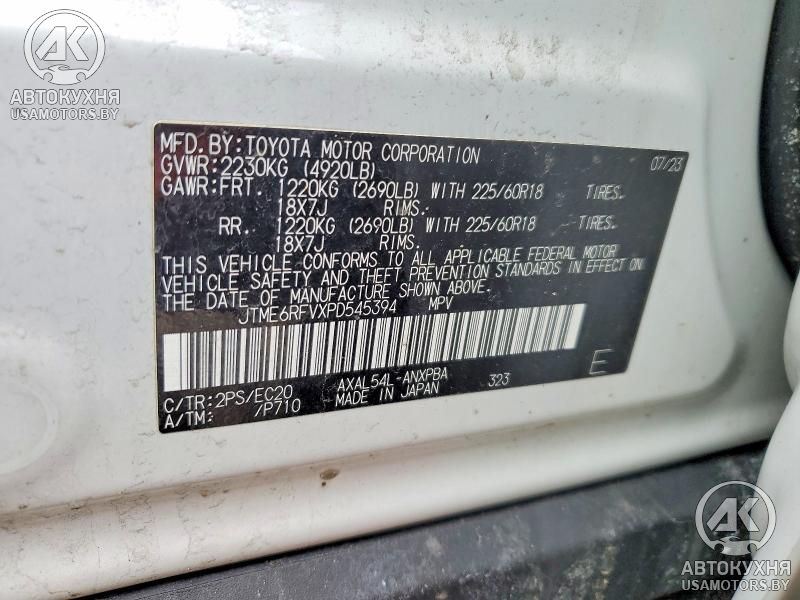 АВТОКУХНЯ
USAMOTORS.BY
MFD. BY: TOYOTA MOTOR CORPORATION 07/23
GVWR: 2230KG (4920LB)
GAWR: FRT. 1220KG (2690LB) WITH 225/60R18 TIRES.
18X7J RIMS.
RR. 1220KG (2690LB) WITH 225/60R18 TIRES.
18X7J RIMS.
THIS VEHICLE CONFORMS TO ALL APPLICABLE FEDERAL MOTOR
VEHICLE SAFETY AND THEFT PREVENTION STANDARDS IN EFFECT ON
THE DATE OF MANUFACTURE SHOWN ABOVE.
JTME6RFVXPD545394 MPV
C/TR: 2PS/EC20 AXAL54L-ANXPBA 323 E
A/TM: /P710 MADE IN JAPAN
АВТОКУХНЯ
USAMOTORS.BY